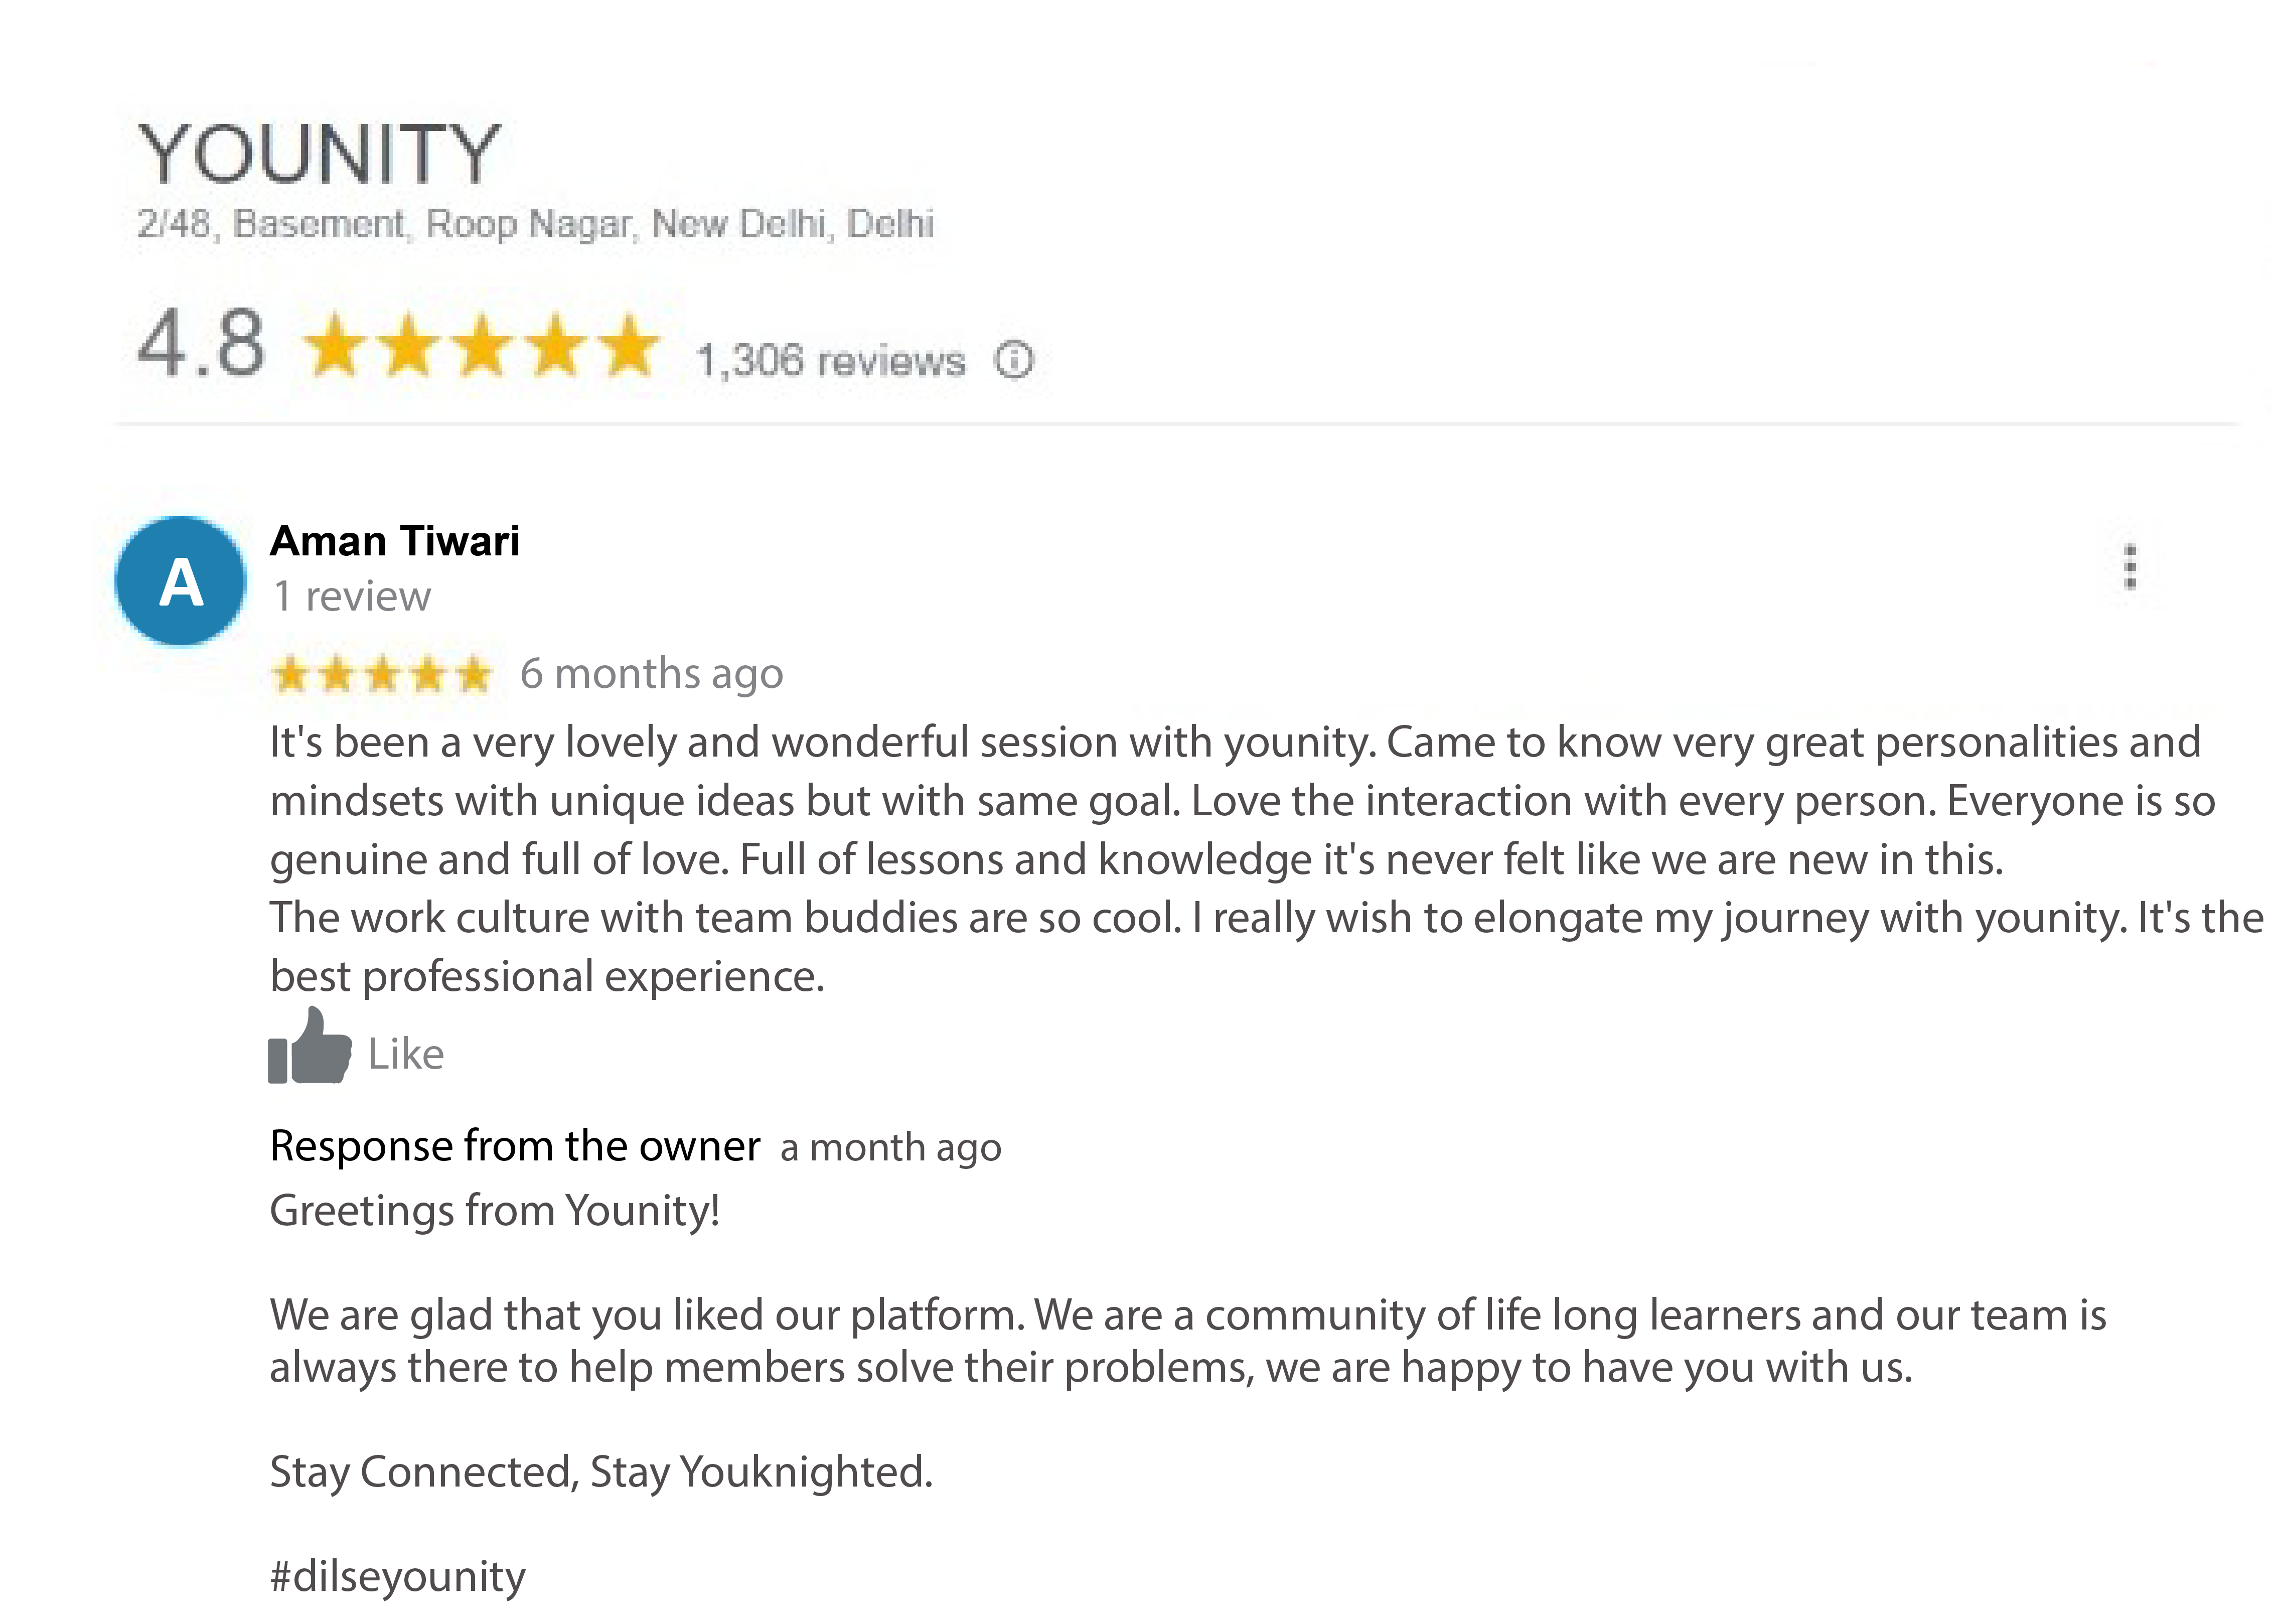 YOUNITY
2/48, Basement, Roop Nagar, New Delhi, Delhi
4.8 1,306 reviews
A
Aman Tiwari
1 review
6 months ago
It's been a very lovely and wonderful session with younity. Came to know very great personalities and
mindsets with unique ideas but with same goal. Love the interaction with every person. Everyone is so
genuine and full of love. Full of lessons and knowledge it's never felt like we are new in this.
The work culture with team buddies are so cool. I really wish to elongate my journey with younity. It's the
best professional experience.
Like
Response from the owner a month ago
Greetings from Younity!
We are glad that you liked our platform. We are a community of life long learners and our team is
always there to help members solve their problems, we are happy to have you with us.
Stay Connected, Stay Youknighted.
#dilseyounity